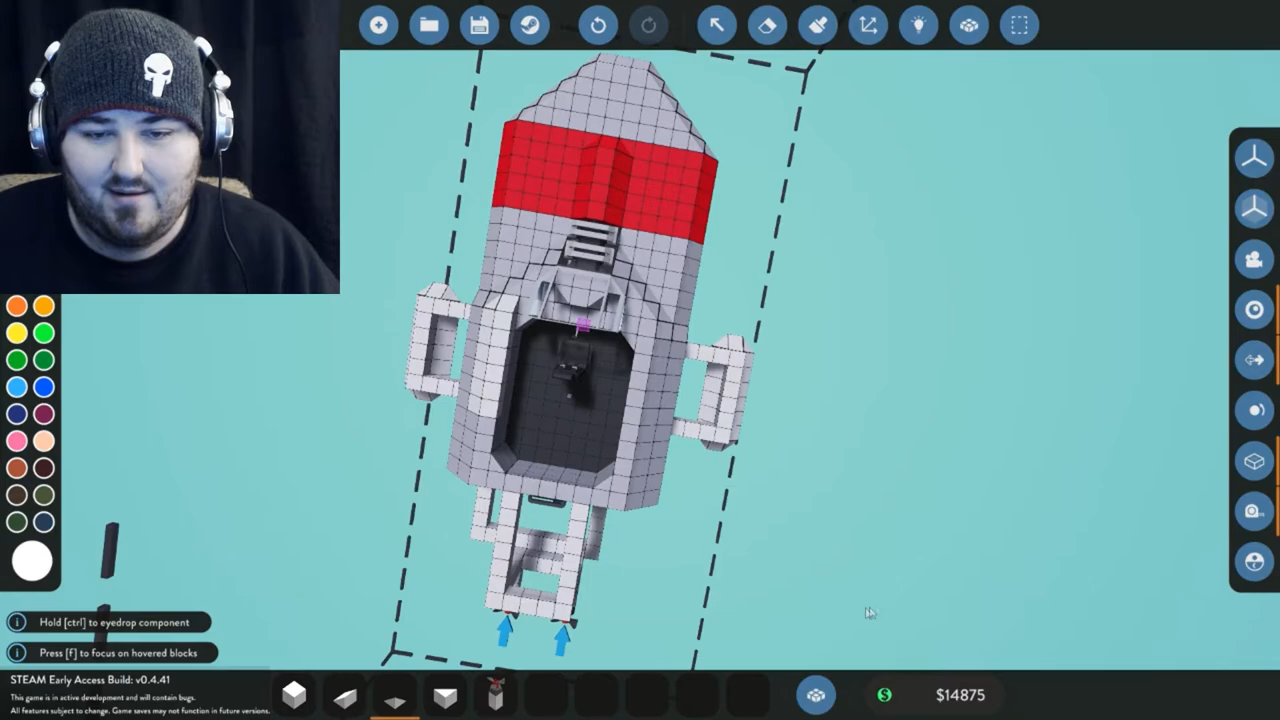 Hold [ctrl] to eyedrop component
Press [f] to focus on hovered blocks
STEAM Early Access Build: v0.4.41
This game is in active development and will contain bugs.
All features subject to change. Game saves may not function in future versions.
$14875